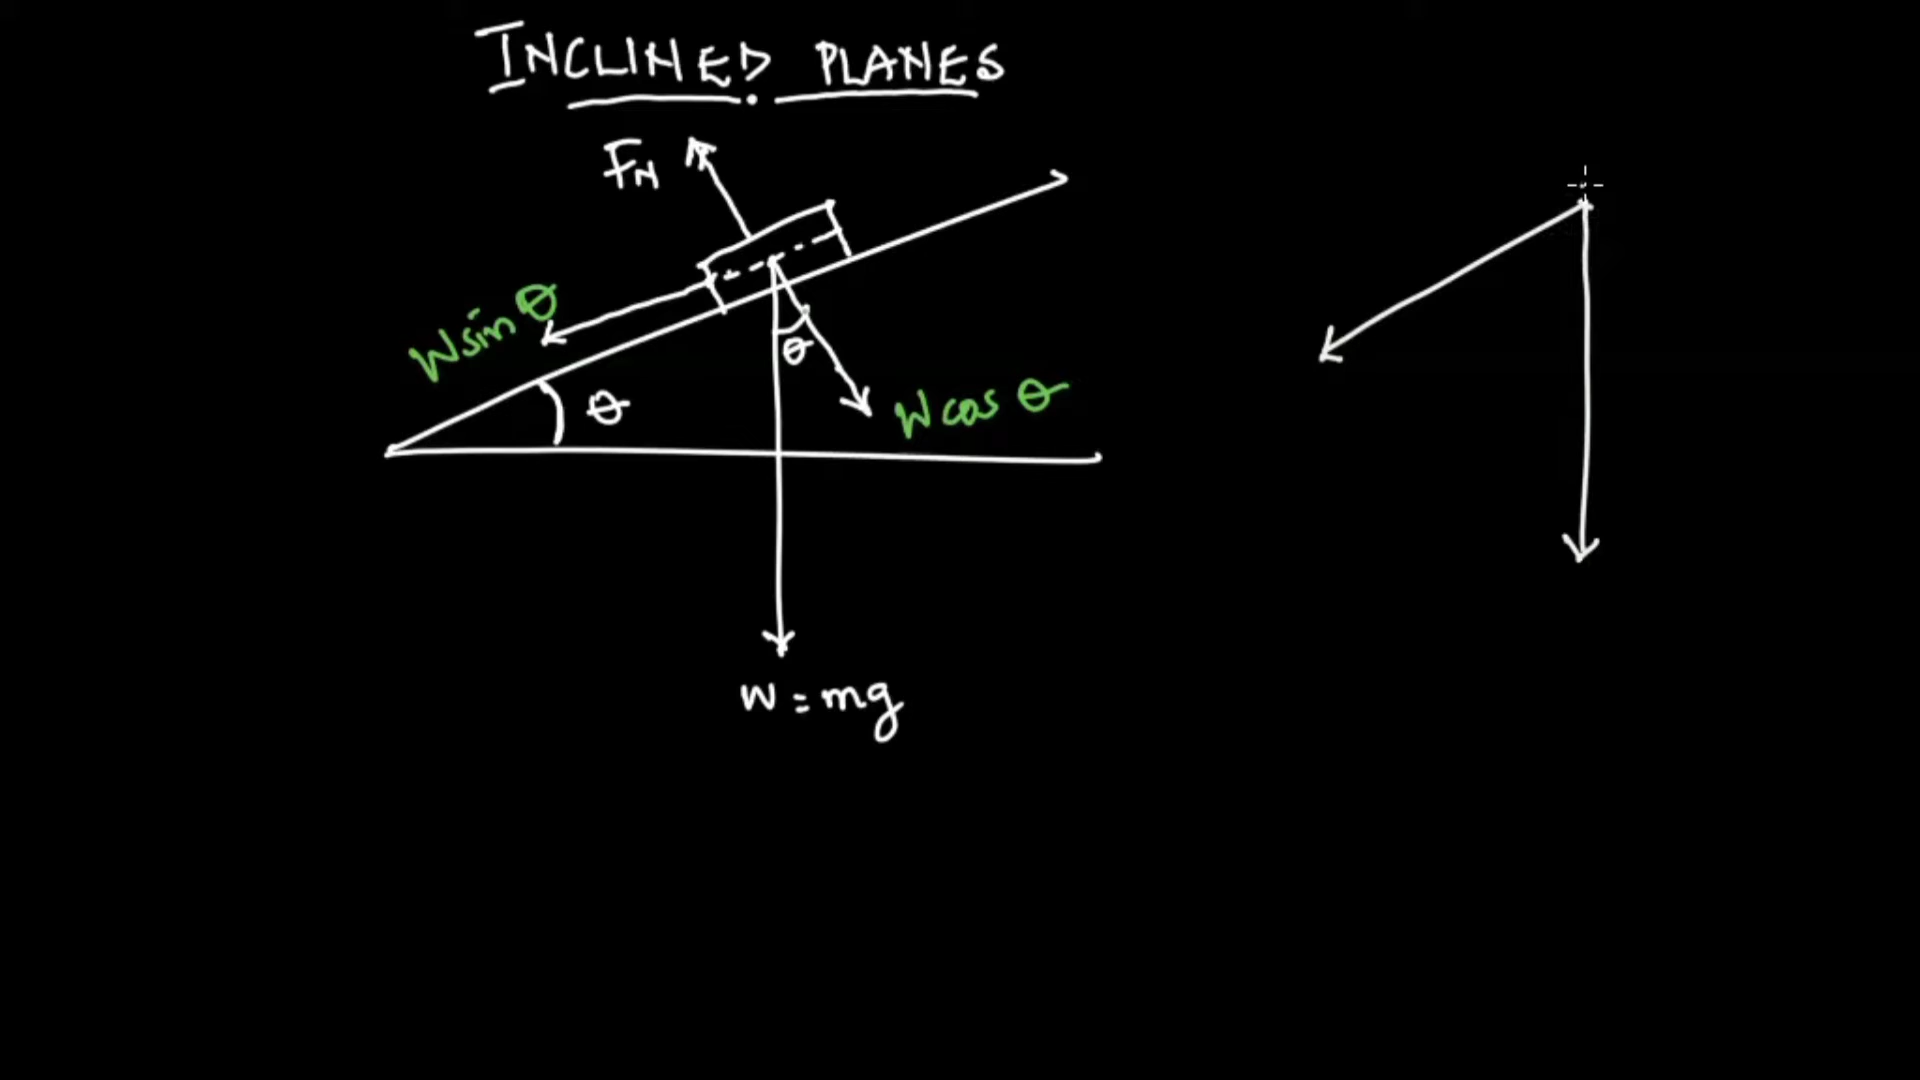 INCLINED PLANES
FN
W sin θ
θ
θ
W cos θ
W = mg